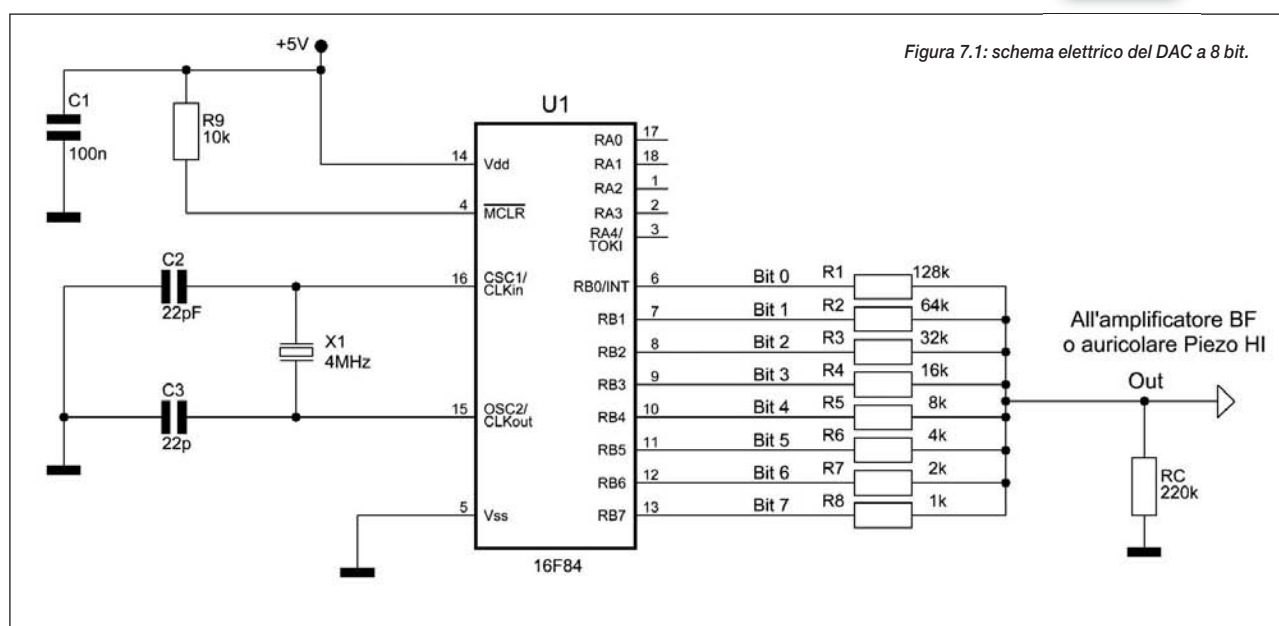 Figura 7.1: schema elettrico del DAC a 8 bit.
+5V
C1
100n
R9
10k
U1
14 Vdd
4 MCLR
16 CSC1/
CLKin
15 OSC2/
CLKout
5 Vss
RA0 17
RA1 18
RA2 1
RA3 2
RA4/
TOKI 3
RB0/INT 6 Bit 0 R1 128k
RB1 7 Bit 1 R2 64k
RB2 8 Bit 2 R3 32k
RB3 9 Bit 3 R4 16k
RB4 10 Bit 4 R5 8k
RB5 11 Bit 5 R6 4k
RB6 12 Bit 6 R7 2k
RB7 13 Bit 7 R8 1k
16F84
C2
22pF
X1
4MHz
C3
22p
All'amplificatore BF
o auricolare Piezo HI
Out
RC
220k